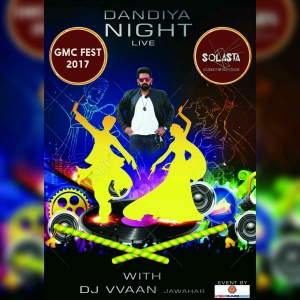 DANDIYA
NIGHT
LIVE
GMC FEST
2017
SOLASTA
WITH
DJ VVAAN JAWAHAR
EVENT BY